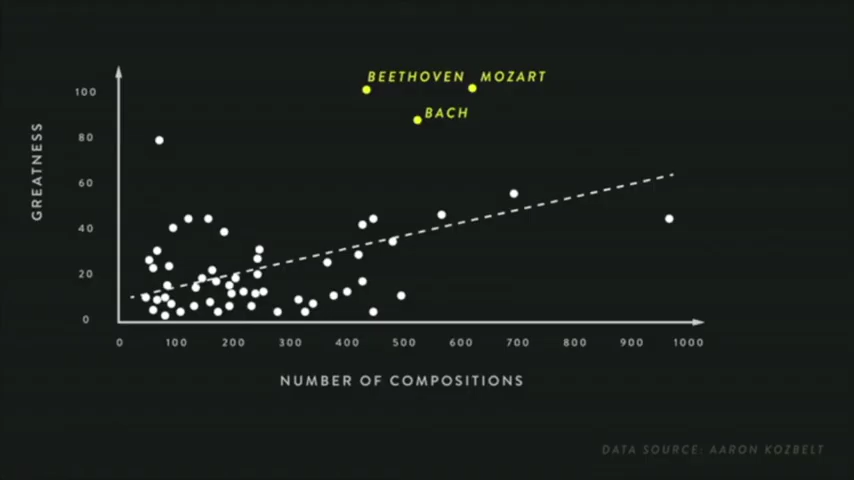 BEETHOVEN MOZART
BACH
100
80
60
40
20
0
GREATNESS
0 100 200 300 400 500 600 700 800 900 1000
NUMBER OF COMPOSITIONS
DATA SOURCE: AARON KOZBELT